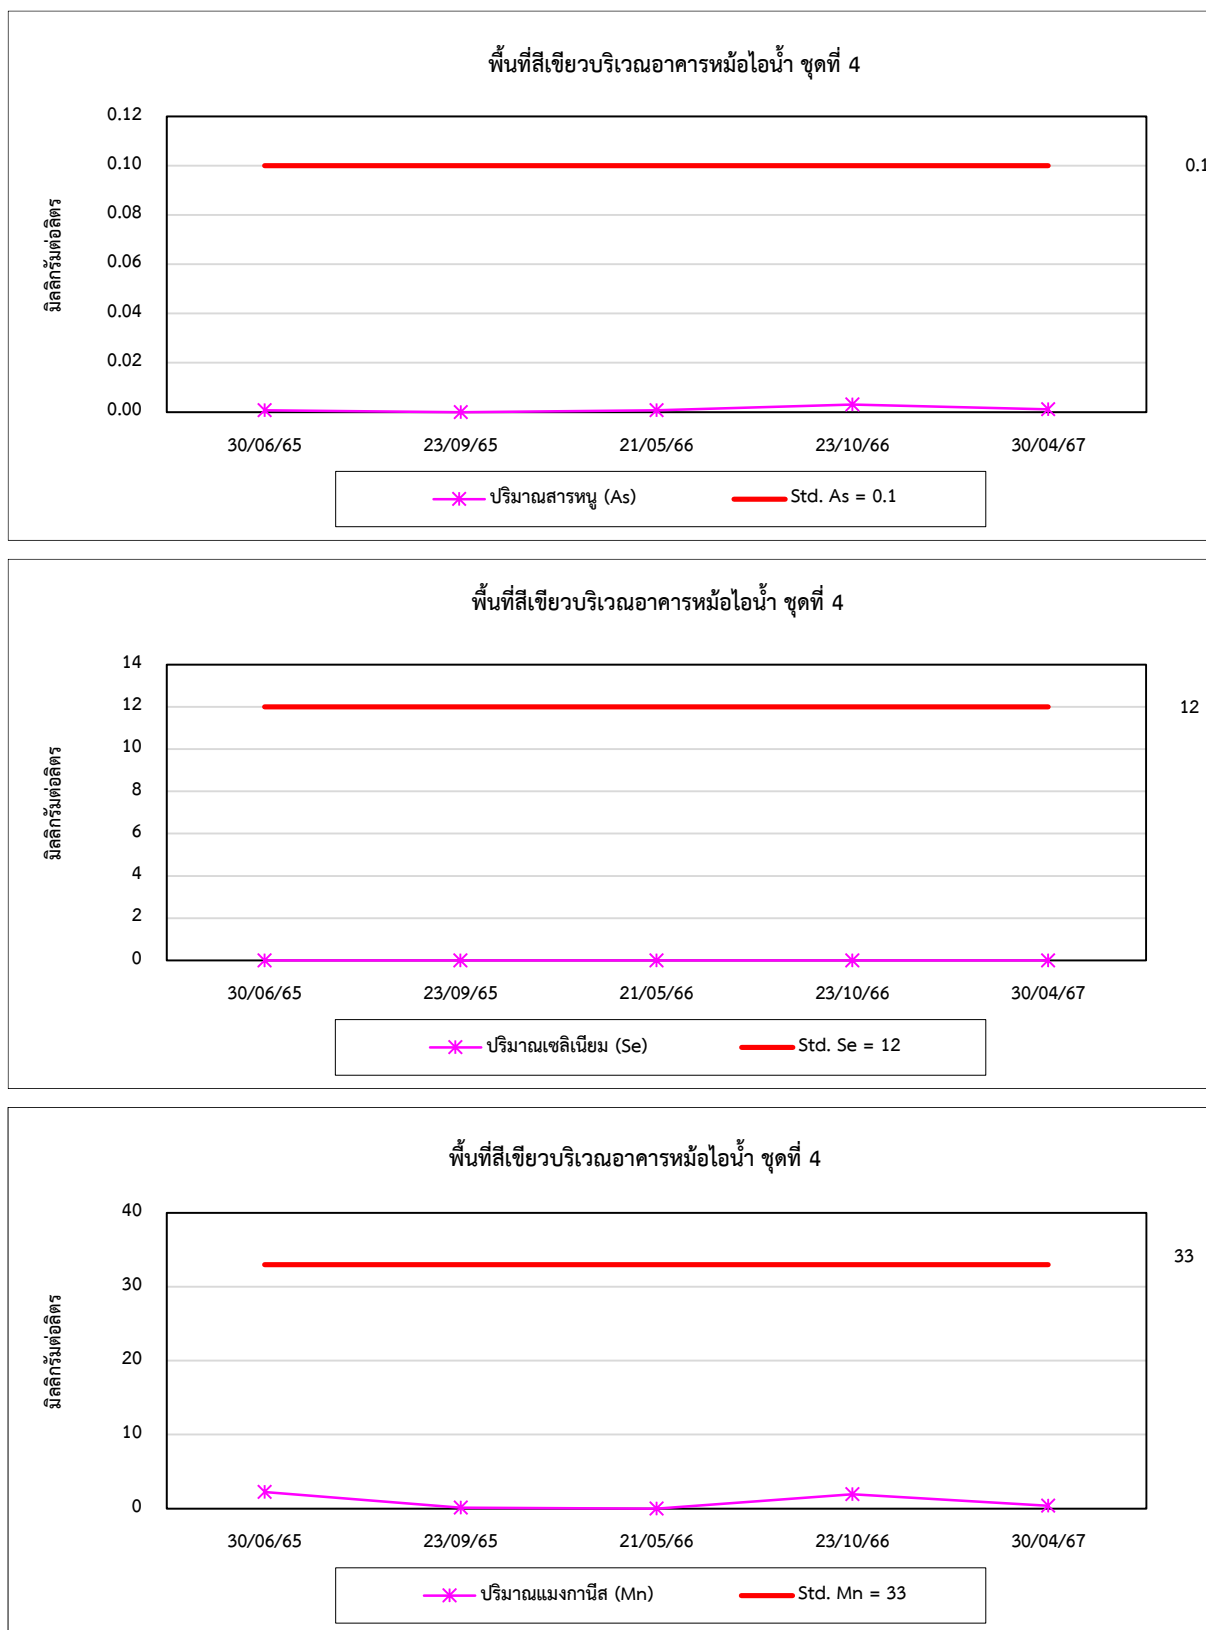 พื้นที่สีเขียวบริเวณอาคารหม้อไอน้ำ ชุดที่ 4
มิลลิกรัมต่อลิตร
0.12
0.10
0.08
0.06
0.04
0.02
0.00
0.1
30/06/65 23/09/65 21/05/66 23/10/66 30/04/67
ปริมาณสารหนู (As) Std. As = 0.1
พื้นที่สีเขียวบริเวณอาคารหม้อไอน้ำ ชุดที่ 4
มิลลิกรัมต่อลิตร
14
12
10
8
6
4
2
0
12
30/06/65 23/09/65 21/05/66 23/10/66 30/04/67
ปริมาณเซลิเนียม (Se) Std. Se = 12
พื้นที่สีเขียวบริเวณอาคารหม้อไอน้ำ ชุดที่ 4
มิลลิกรัมต่อลิตร
40
30
20
10
0
33
30/06/65 23/09/65 21/05/66 23/10/66 30/04/67
ปริมาณแมงกานีส (Mn) Std. Mn = 33